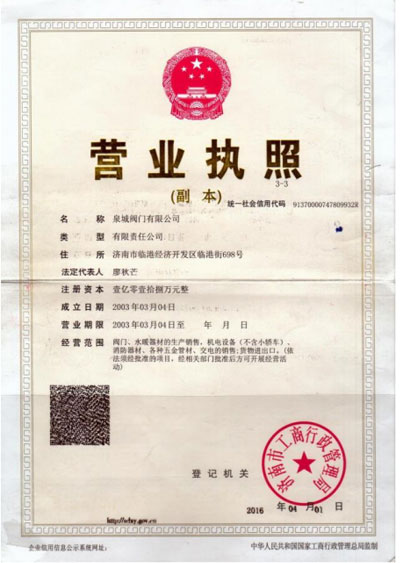 营业执照
3-3
(副 本)
统一社会信用代码 91370000747809932R
名 称 泉城阀门有限公司
类 型 有限责任公司
住 所 济南市临港经济开发区临港街698号
法定代表人 廖秋芒
注册资本 壹亿零壹拾捌万元整
成立日期 2003年03月04日
营业期限 2003年03月04日至 年 月 日
经营范围 阀门、水暖器材的生产销售,机电设备(不含小轿车)、
消防器材、各种五金管材、交电的销售;货物进出口。(依
法须经批准的项目,经相关部门批准后方可开展经营活
动)
济南市工商行政管理局
登记机关
2016 年 04 月 01 日
企业信用信息公示系统网址:
中华人民共和国国家工商行政管理总局监制